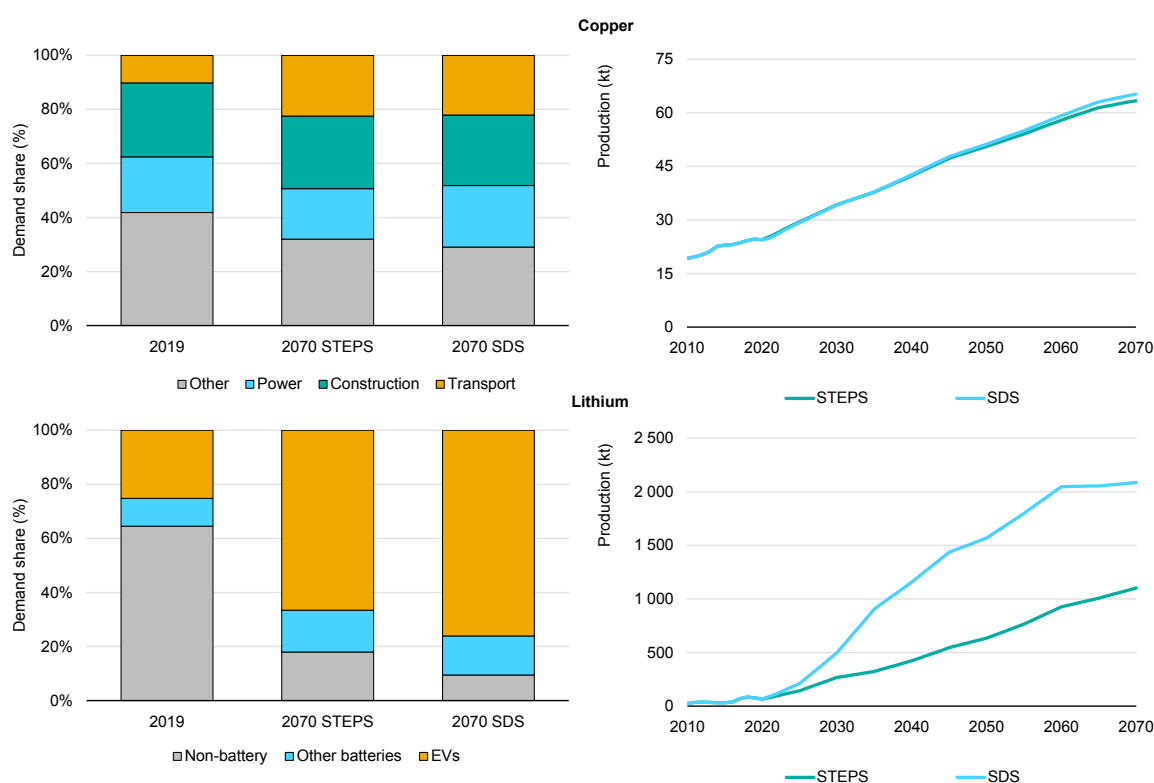 Copper
Demand share (%)
100%
80%
60%
40%
20%
0%
2019
2070 STEPS
2070 SDS
Other
Power
Construction
Transport
Production (kt)
75
60
45
30
15
0
2010
2020
2030
2040
2050
2060
2070
STEPS
SDS
Lithium
Demand share (%)
100%
80%
60%
40%
20%
0%
2019
2070 STEPS
2070 SDS
Non-battery
Other batteries
EVs
Production (kt)
2 500
2 000
1 500
1 000
500
0
2010
2020
2030
2040
2050
2060
2070
STEPS
SDS